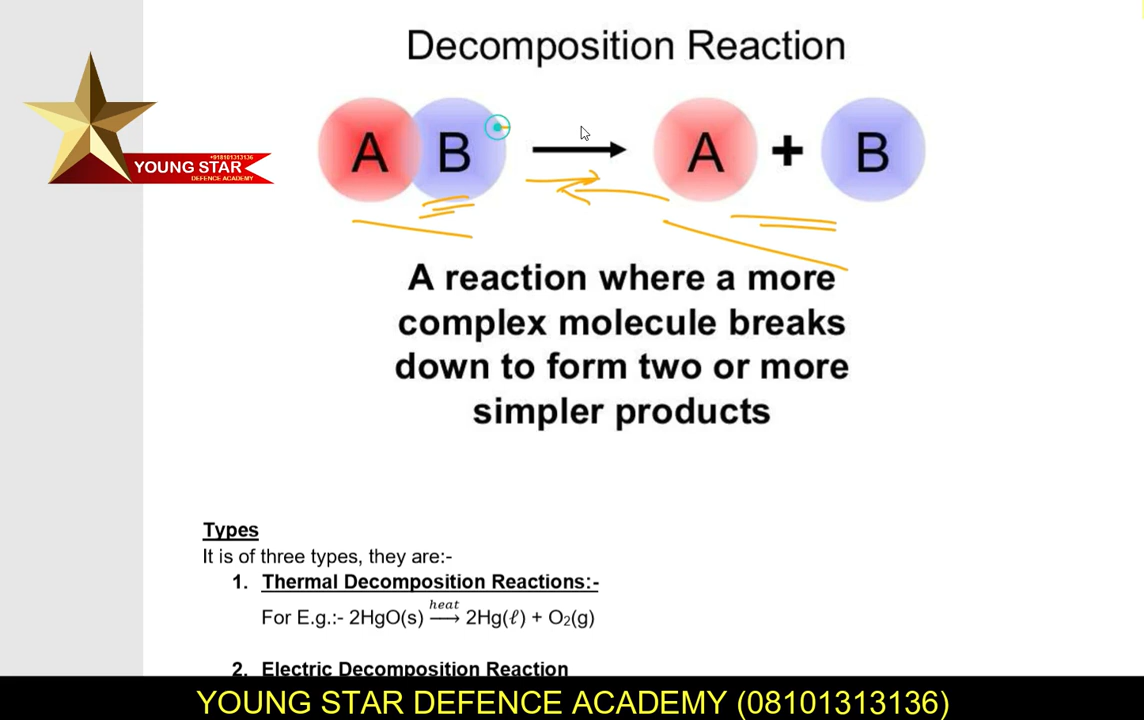 Decomposition Reaction
+918101313136
YOUNG STAR
DEFENCE ACADEMY
A B A + B
A reaction where a more
complex molecule breaks
down to form two or more
simpler products
Types
It is of three types, they are:-
1. Thermal Decomposition Reactions:-
For E.g.:- 2HgO(s) heat⟶ 2Hg(ℓ) + O₂(g)
2. Electric Decomposition Reaction
YOUNG STAR DEFENCE ACADEMY (08101313136)